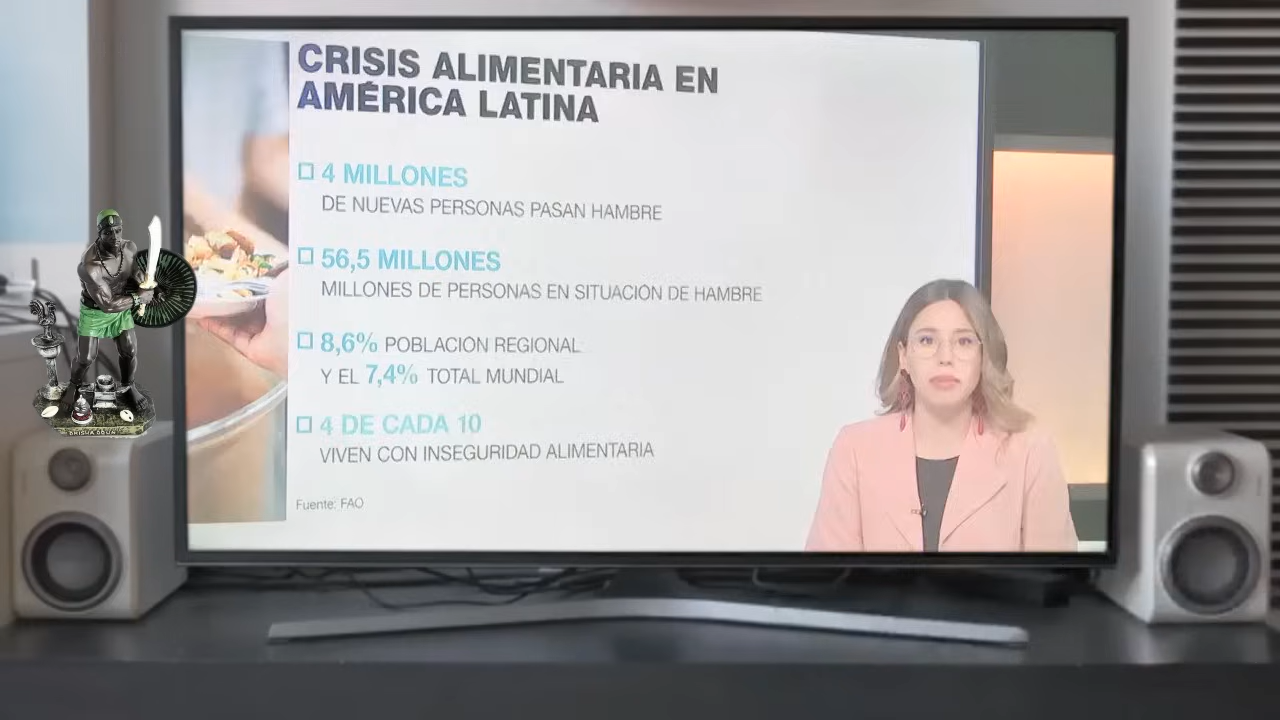 CRISIS ALIMENTARIA EN
AMÉRICA LATINA
4 MILLONES
DE NUEVAS PERSONAS PASAN HAMBRE
56,5 MILLONES
MILLONES DE PERSONAS EN SITUACIÓN DE HAMBRE
8,6% POBLACION REGIONAL
Y EL 7,4% TOTAL MUNDIAL
4 DE CADA 10
VIVEN CON INSEGURIDAD ALIMENTARIA
Fuente: FAO
ORISHA OGUN